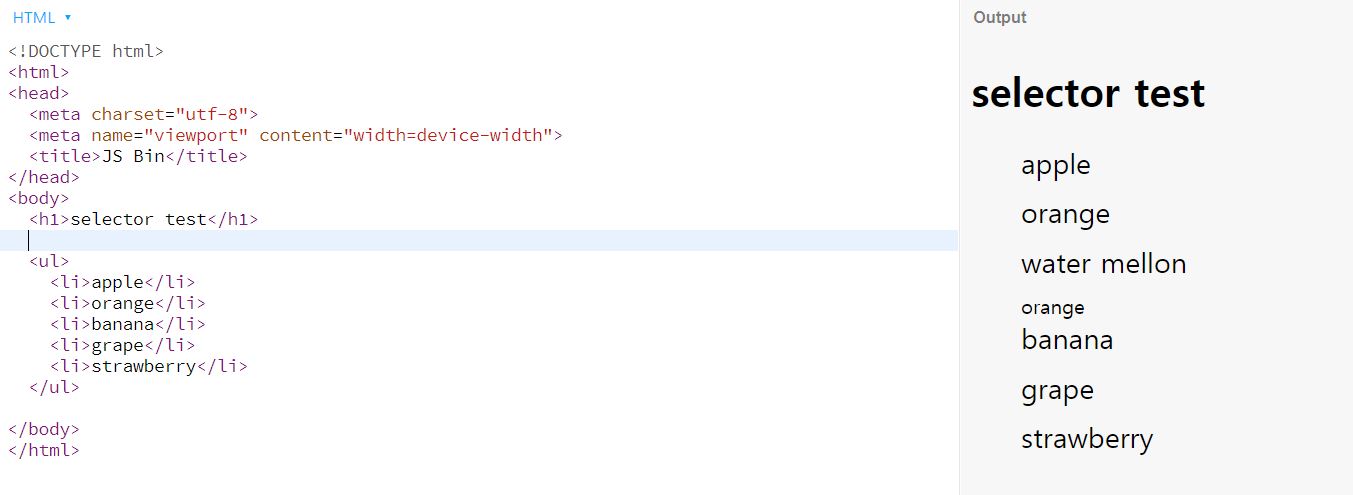 HTML ▾
<!DOCTYPE html>
<html>
<head>
  <meta charset="utf-8">
  <meta name="viewport" content="width=device-width">
  <title>JS Bin</title>
</head>
<body>
  <h1>selector test</h1>
  <ul>
    <li>apple</li>
    <li>orange</li>
    <li>banana</li>
    <li>grape</li>
    <li>strawberry</li>
  </ul>
</body>
</html>
Output
selector test
apple
orange
water mellon
orange
banana
grape
strawberry